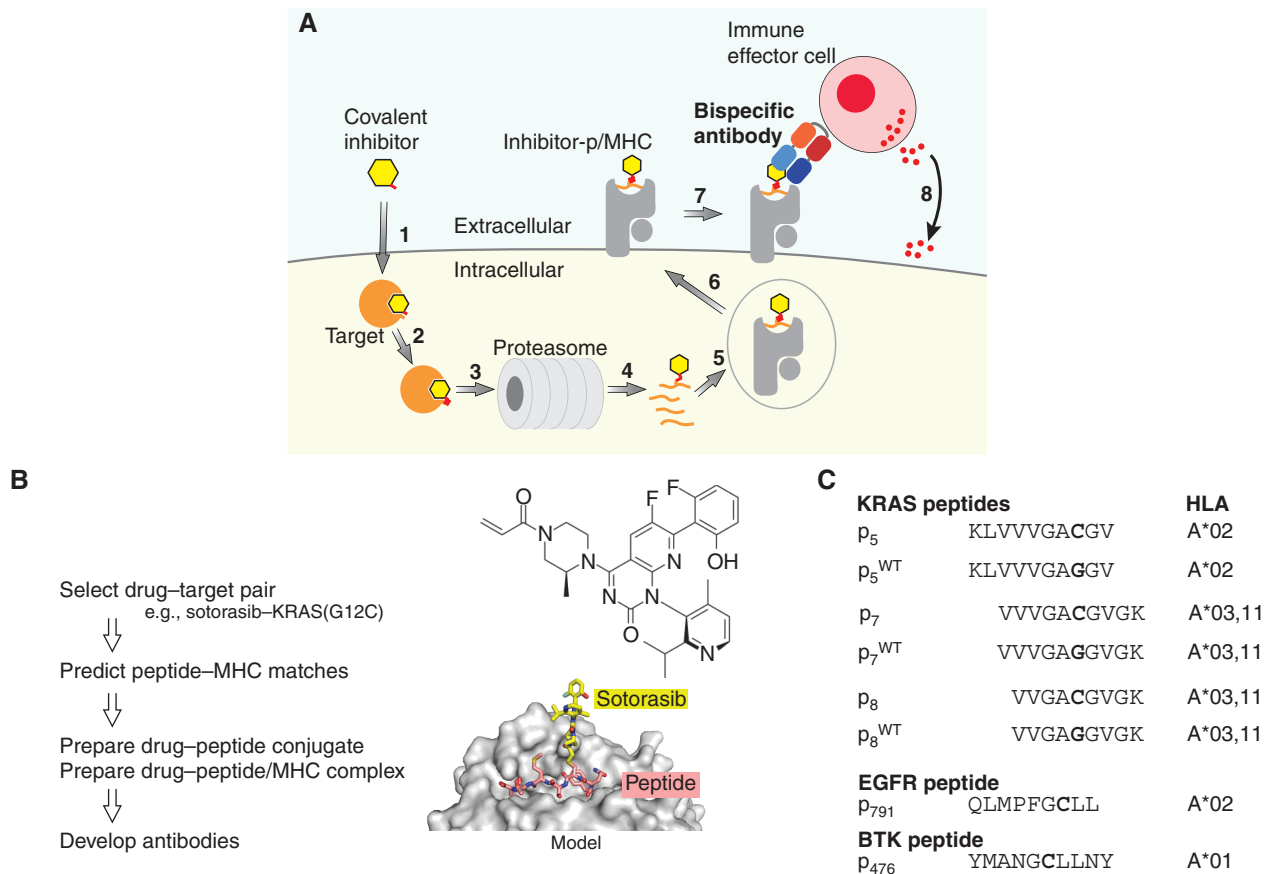 A
Immune
effector cell
Covalent
inhibitor
Bispecific
antibody
Inhibitor-p/MHC
7
8
1
Extracellular
Intracellular
6
Target
2
Proteasome
3
4
5
B
Select drug–target pair
e.g., sotorasib–KRAS(G12C)
Predict peptide–MHC matches
Prepare drug–peptide conjugate
Prepare drug–peptide/MHC complex
Develop antibodies
O
F
F
N
N
N
OH
N
N
O
N
Sotorasib
Peptide
Model
C
KRAS peptides HLA
p5 KLVVVGACGV A*02
p5WT KLVVVGAGGV A*02
p7 VVVGACGVGK A*03,11
p7WT VVVGAGGVGK A*03,11
p8 VVGACGVGK A*03,11
p8WT VVGAGGVGK A*03,11
EGFR peptide
p791 QLMPFGCLL A*02
BTK peptide
p476 YMANGCLLNY A*01